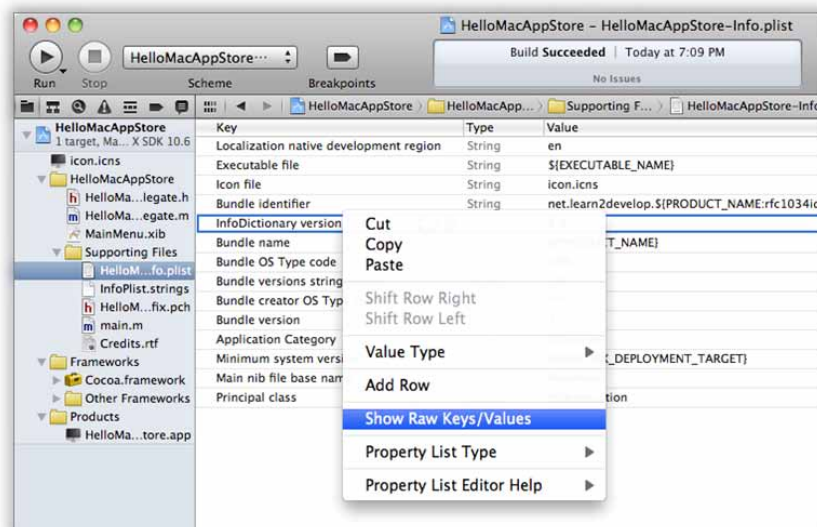 HelloMacAppStore – HelloMacAppStore-Info.plist
HelloMacAppStore···
Build Succeeded | Today at 7:09 PM
No Issues
Run Stop Scheme Breakpoints
HelloMacAppStore HelloMacApp... Supporting F... HelloMacAppStore-Info
HelloMacAppStore
1 target, Ma... X SDK 10.6
icon.icns
HelloMacAppStore
HelloMa...legate.h
HelloMa...egate.m
MainMenu.xib
Supporting Files
HelloM...fo.plist
InfoPlist.strings
HelloM...fix.pch
main.m
Credits.rtf
Frameworks
Cocoa.framework
Other Frameworks
Products
HelloMa...tore.app
Key Type Value
Localization native development region String en
Executable file String ${EXECUTABLE_NAME}
Icon file String icon.icns
Bundle identifier String net.learn2develop.${PRODUCT_NAME:rfc1034id
InfoDictionary version
Bundle name CT_NAME}
Bundle OS Type code
Bundle versions string
Bundle creator OS Typ
Bundle version
Application Category
Minimum system versi X_DEPLOYMENT_TARGET}
Main nib file base nam
Principal class tion
Cut
Copy
Paste
Shift Row Right
Shift Row Left
Value Type
Add Row
Show Raw Keys/Values
Property List Type
Property List Editor Help